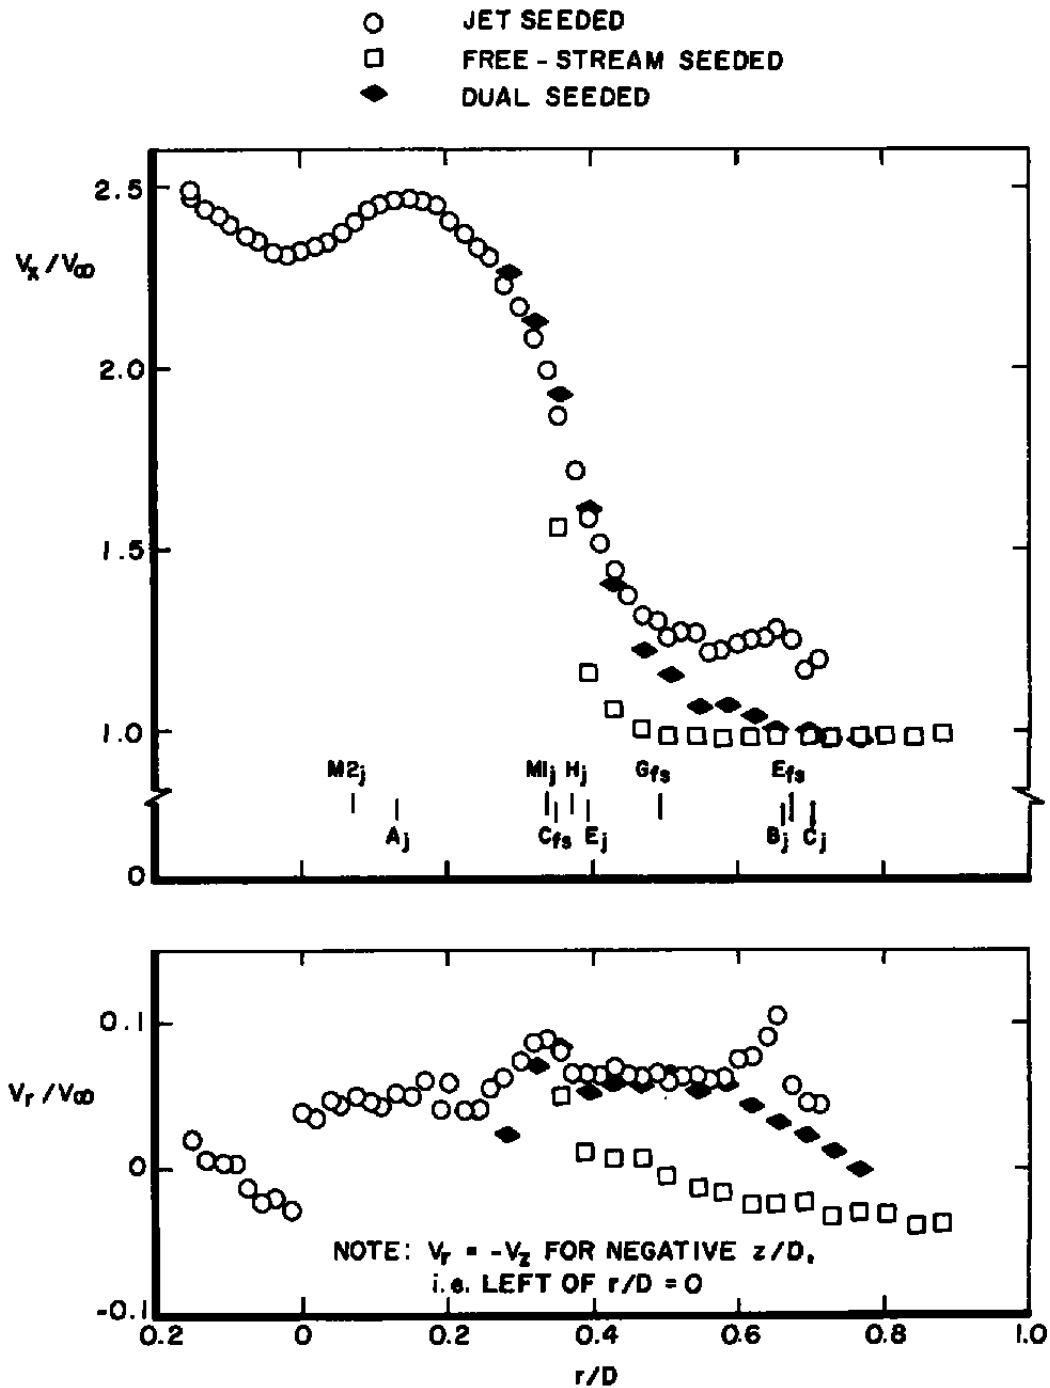 JET SEEDED
FREE - STREAM SEEDED
DUAL SEEDED
2.5
Vx / V∞
2.0
1.5
1.0
M2j
M1j
Hj
Gfs
Efs
Aj
Cfs
Ej
Bj
Cj
0
0.1
Vr / V∞
0
NOTE: Vr = -Vz FOR NEGATIVE z/D,
i.e. LEFT OF r/D = 0
-0.1
0.2 0 0.2 0.4 0.6 0.8 1.0
r/D